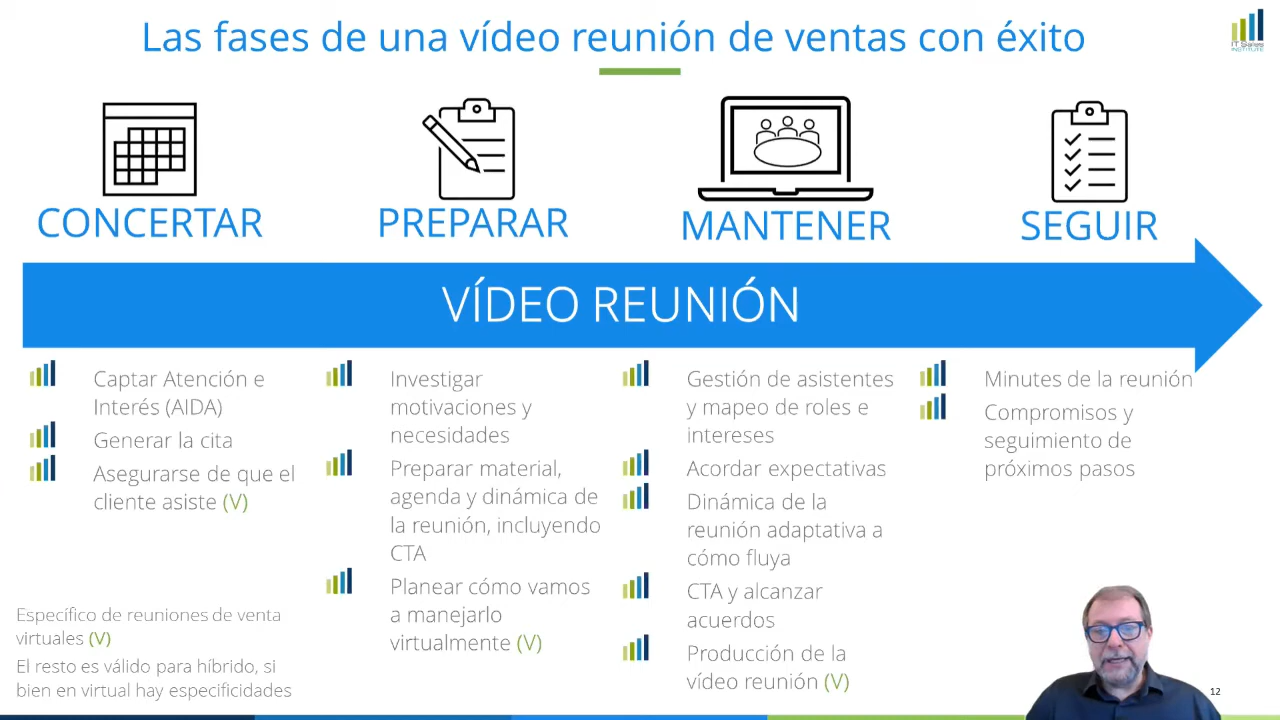 Las fases de una vídeo reunión de ventas con éxito
IT Sales
INSTITUTE
CONCERTAR
PREPARAR
MANTENER
SEGUIR
VÍDEO REUNIÓN
Captar Atención e
Interés (AIDA)
Generar la cita
Asegurarse de que el
cliente asiste (V)
Investigar
motivaciones y
necesidades
Preparar material,
agenda y dinámica de
la reunión, incluyendo
CTA
Planear cómo vamos
a manejarlo
virtualmente (V)
Gestión de asistentes
y mapeo de roles e
intereses
Acordar expectativas
Dinámica de la
reunión adaptativa a
cómo fluya
CTA y alcanzar
acuerdos
Producción de la
vídeo reunión (V)
Minutes de la reunión
Compromisos y
seguimiento de
próximos pasos
Específico de reuniones de venta
virtuales (V)
El resto es válido para híbrido, si
bien en virtual hay especificidades
12